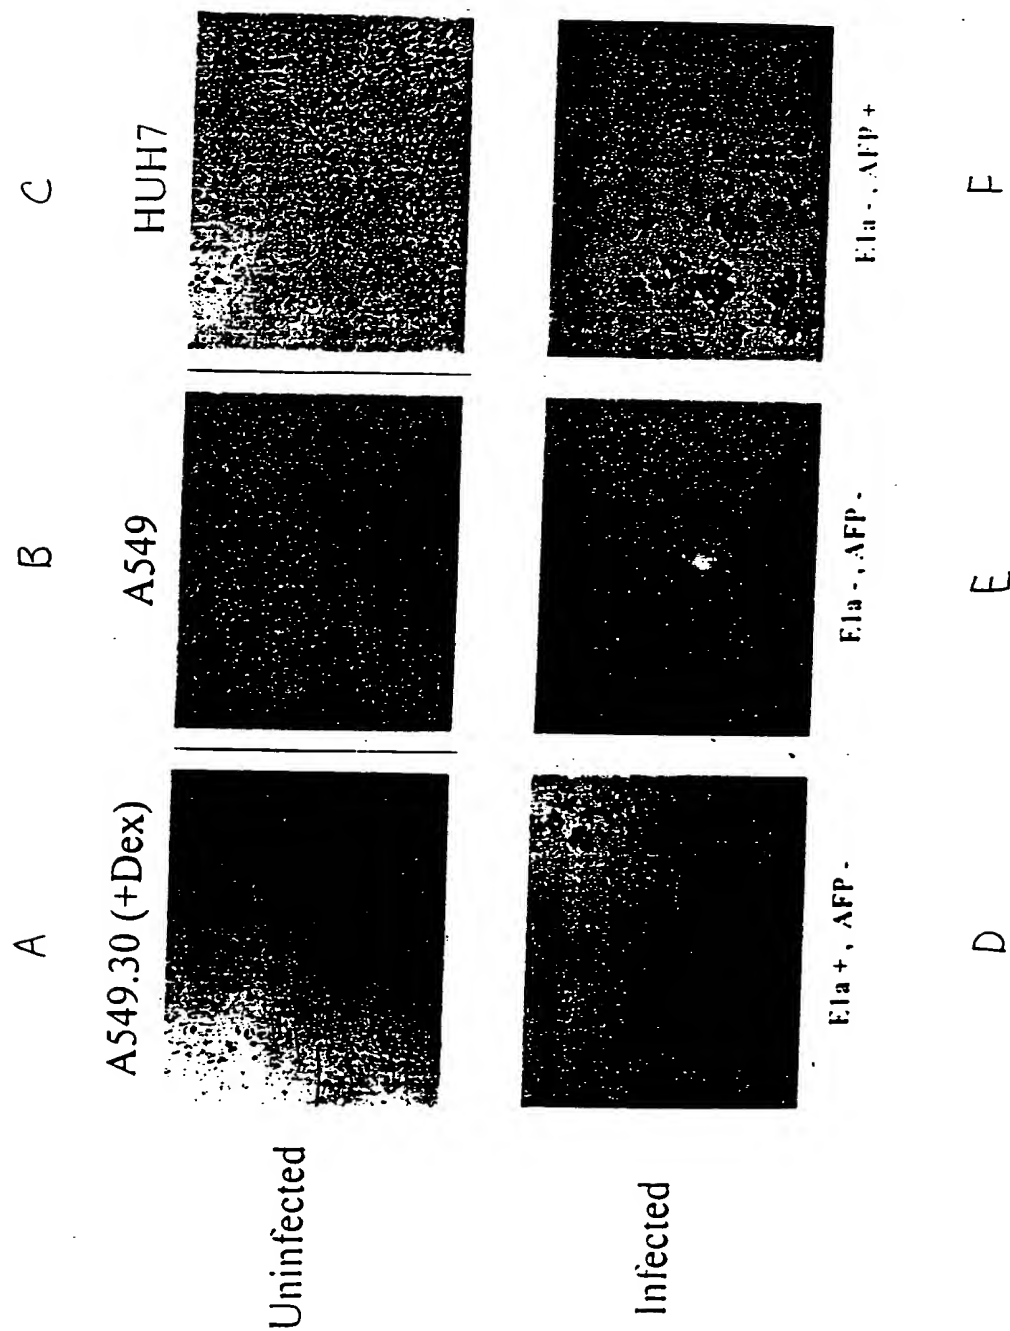 A B C
A549.30 (+Dex) A549 HUH7
Uninfected
Infected
E1a +, AFP - E1a -, AFP - E1a -, AFP +
D E F